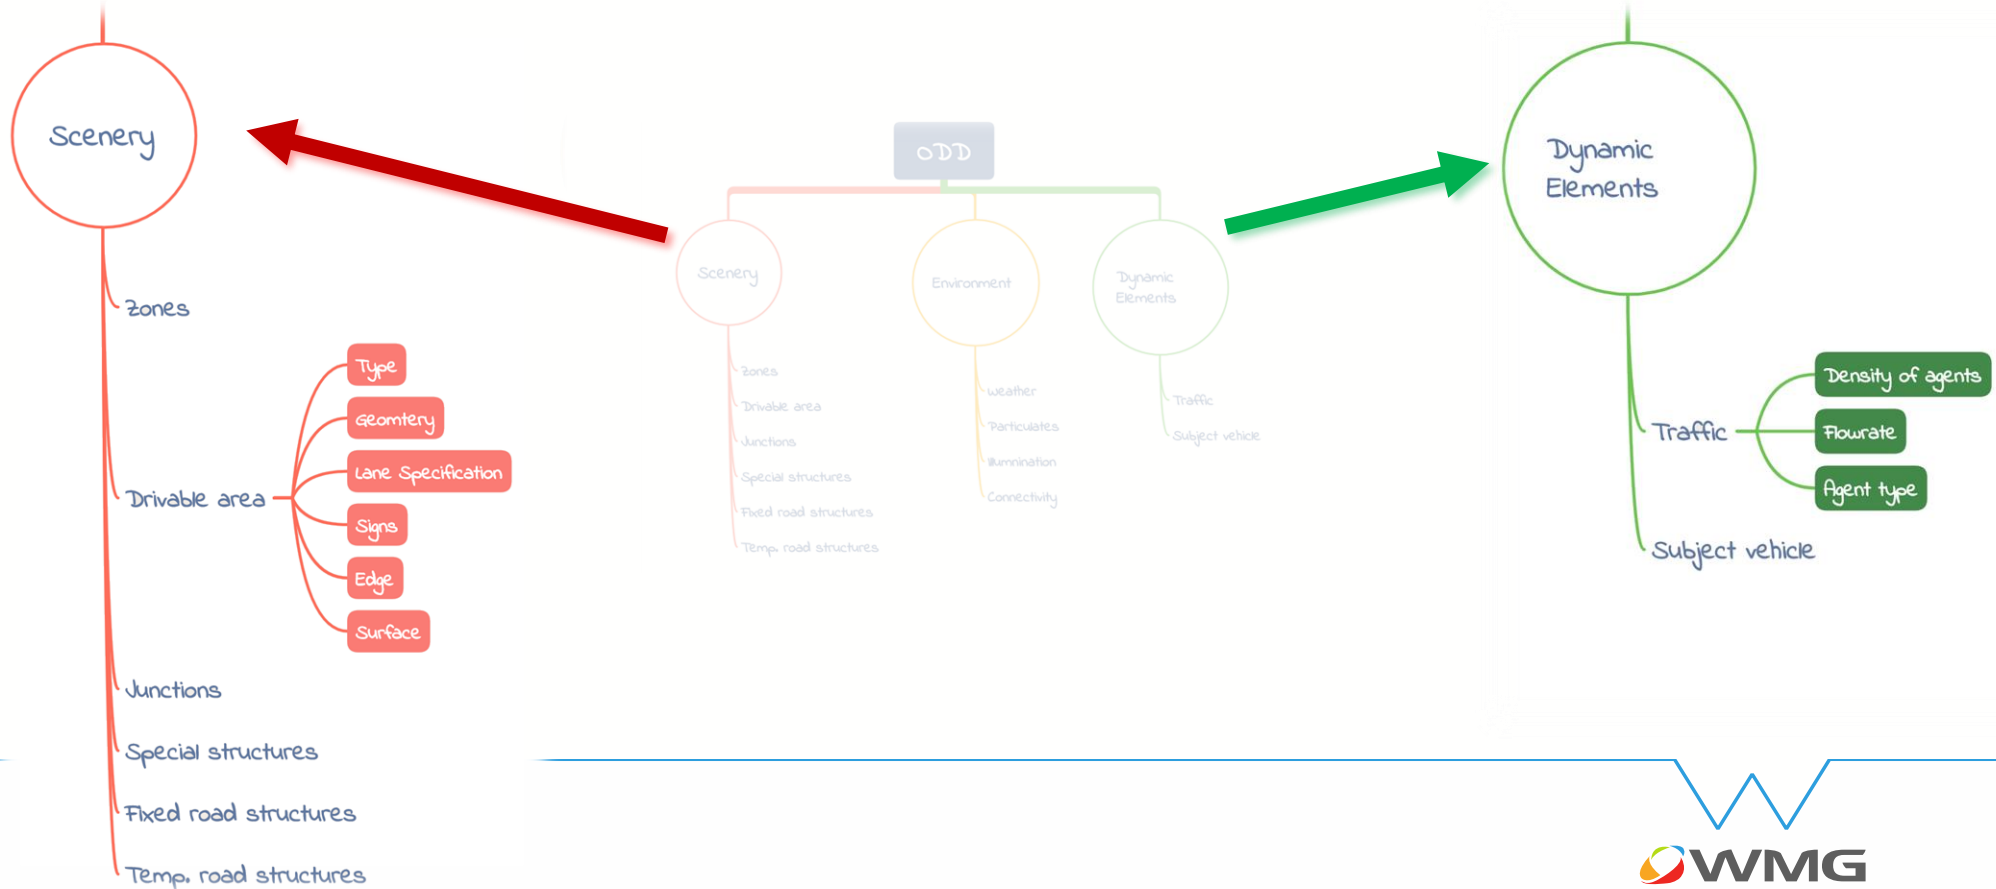 Scenery
Zones
Drivable area
Type
Geomtery
Lane Specification
Signs
Edge
Surface
Junctions
Special structures
Fixed road structures
Temp. road structures
ODD
Scenery
Zones
Drivable area
Junctions
Special structures
Fixed road structures
Temp. road structures
Environment
Weather
Particulates
Illumnination
Connectivity
Dynamic
Elements
Traffic
Subject vehicle
Dynamic
Elements
Traffic
Density of agents
Flowrate
Agent type
Subject vehicle
WMG